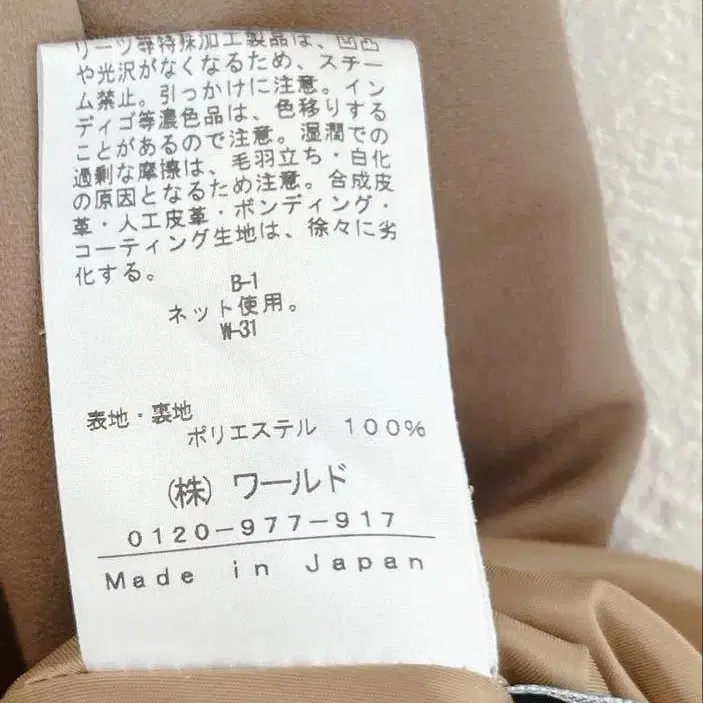 リーツ等特殊加工製品は、凹凸
や光沢がなくなるため、スチー
ム禁止。引っかけに注意。イン
ディゴ等濃色品は、色移りする
ことがあるので注意。湿潤での
過剰な摩擦は、毛羽立ち・白化
の原因となるため注意。合成皮
革・人工皮革・ボンディング・
コーティング生地は、徐々に劣
化する。
B-1
ネット使用。
W-31
表地・裏地
ポリエステル 100%
(株) ワールド
0120-977-917
Made in Japan